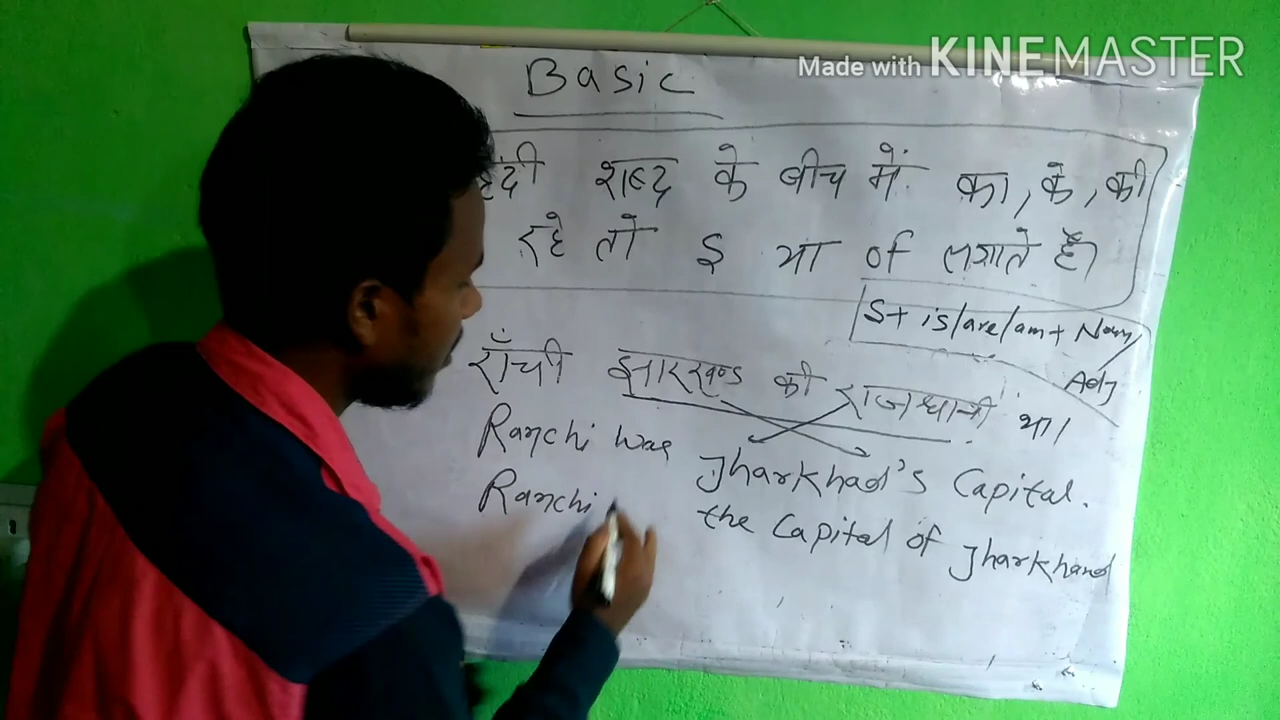 Made with KINEMASTER
Basic
शब्द के बीच में का, के, की
रहे तो s या of लगाते हैं।
S+ is/are/am + Noun/
Adj
राँची झारखण्ड की राजधानी था।
Ranchi was Jharkhad's Capital.
Ranchi the Capital of Jharkhand